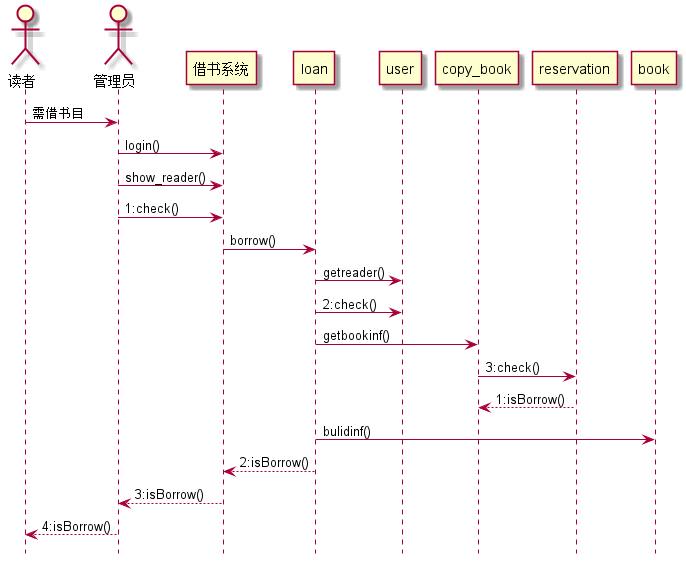 读者
管理员
借书系统
loan
user
copy_book
reservation
book
需借书目
login()
show_reader()
1:check()
borrow()
getreader()
2:check()
getbookinf()
3:check()
1:isBorrow()
bulidinf()
2:isBorrow()
3:isBorrow()
4:isBorrow()